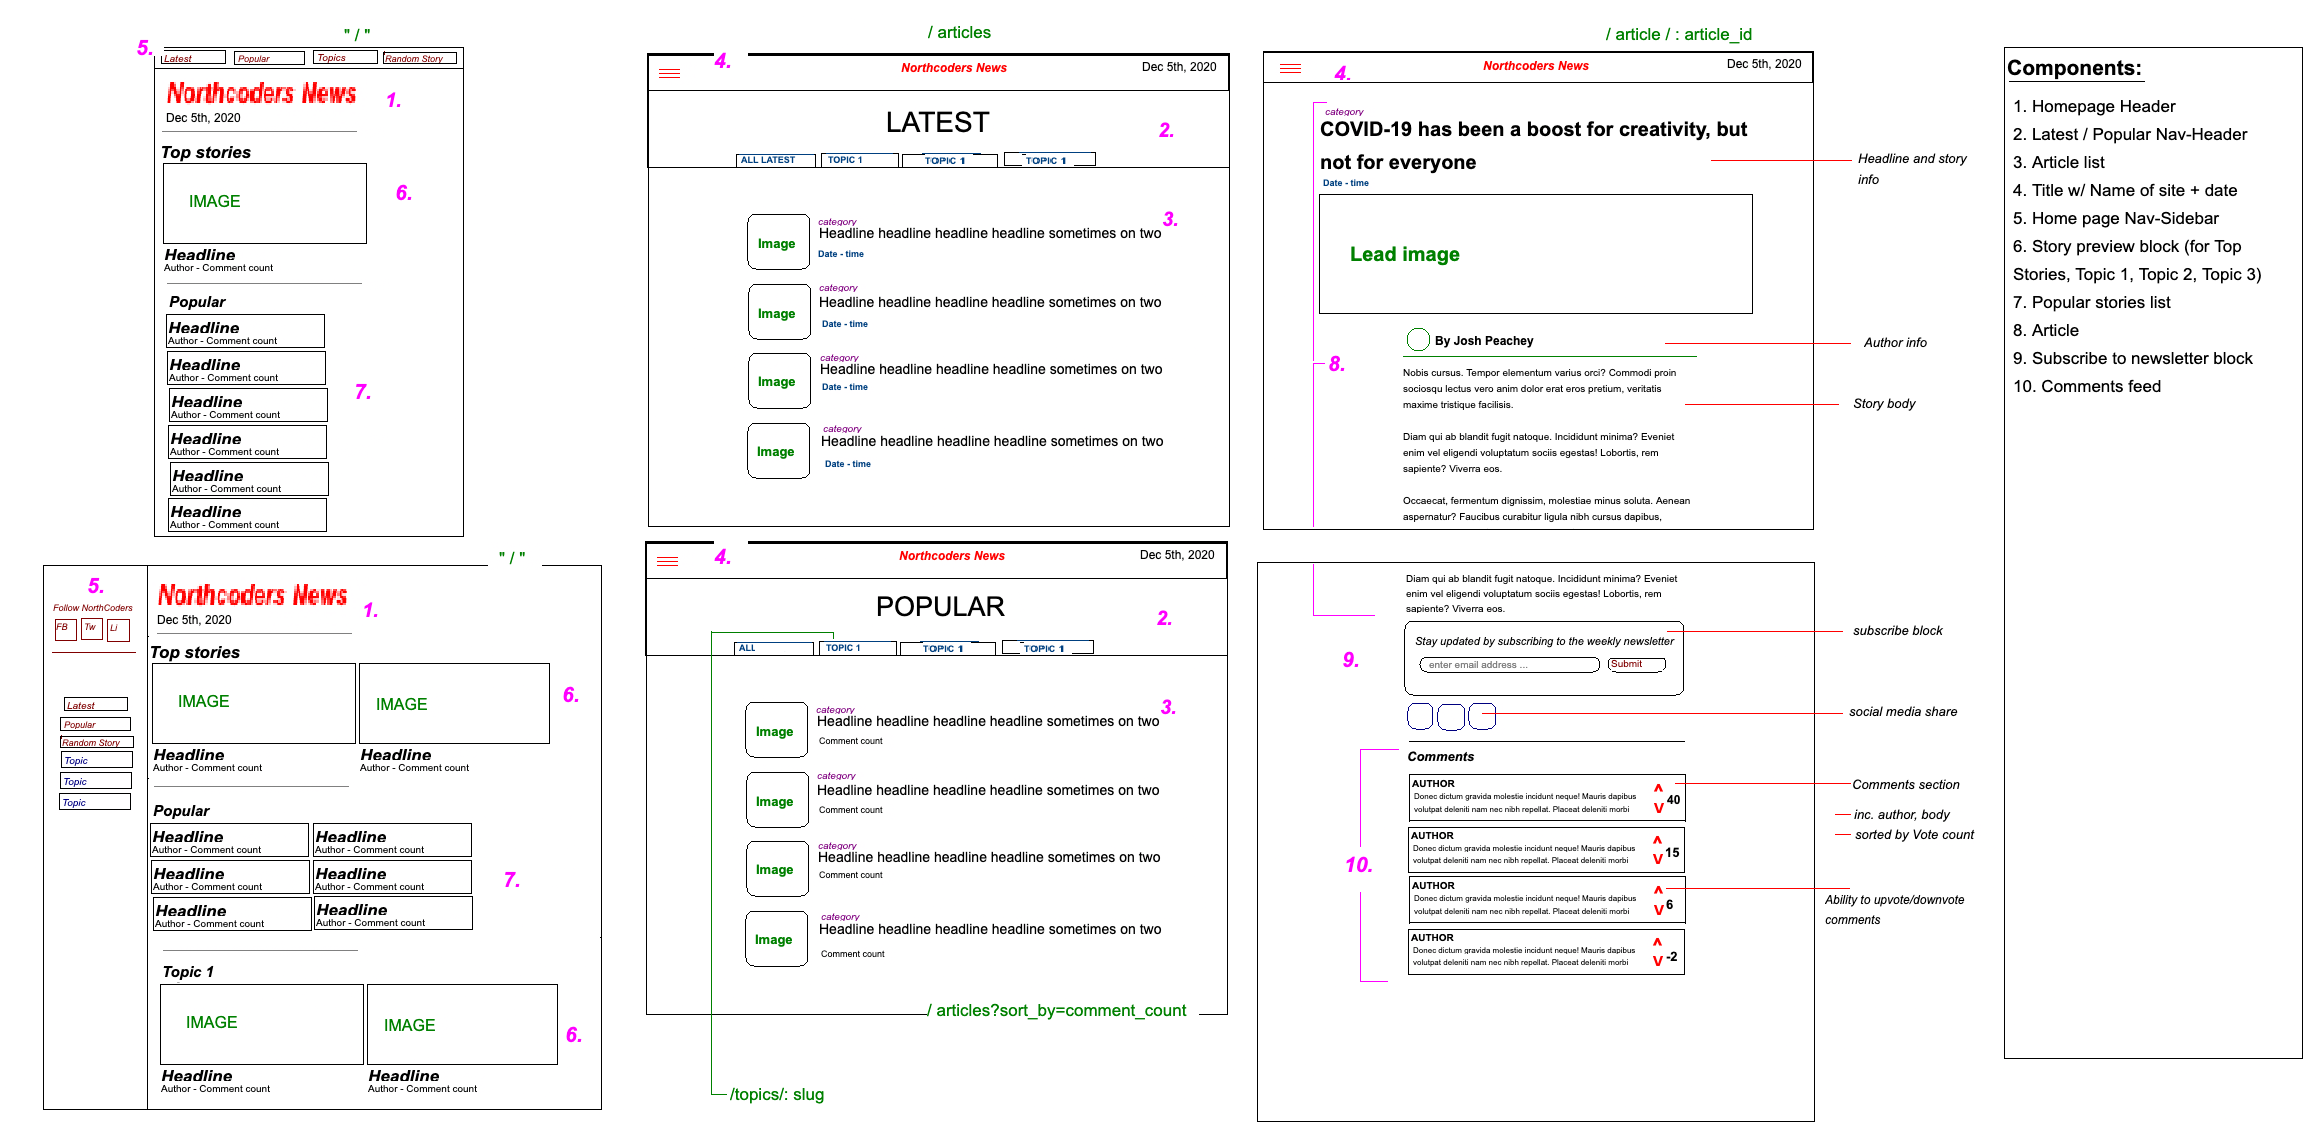 " / "
5.
Latest
Popular
Topics
Random Story
Northcoders News
1.
Dec 5th, 2020
Top stories
IMAGE
6.
Headline
Author - Comment count
Popular
Headline
Author - Comment count
Headline
Author - Comment count
Headline
Author - Comment count
7.
Headline
Author - Comment count
Headline
Author - Comment count
Headline
Author - Comment count
" / "
5.
Follow NorthCoders
FB
Tw
Li
Latest
Popular
Random Story
Topic
Topic
Topic
Northcoders News
1.
Dec 5th, 2020
Top stories
IMAGE
IMAGE
6.
Headline
Author - Comment count
Headline
Author - Comment count
Popular
Headline
Author - Comment count
Headline
Author - Comment count
Headline
Author - Comment count
Headline
Author - Comment count
7.
Headline
Author - Comment count
Headline
Author - Comment count
Topic 1
IMAGE
IMAGE
6.
Headline
Author - Comment count
Headline
Author - Comment count
/ articles
4.
Northcoders News
Dec 5th, 2020
LATEST
2.
ALL LATEST
TOPIC 1
TOPIC 1
TOPIC 1
3.
Image
category
Headline headline headline headline sometimes on two
Date - time
Image
category
Headline headline headline headline sometimes on two
Date - time
Image
category
Headline headline headline headline sometimes on two
Date - time
Image
category
Headline headline headline headline sometimes on two
Date - time
4.
Northcoders News
Dec 5th, 2020
POPULAR
2.
ALL
TOPIC 1
TOPIC 1
TOPIC 1
3.
Image
category
Headline headline headline headline sometimes on two
Comment count
Image
category
Headline headline headline headline sometimes on two
Comment count
Image
category
Headline headline headline headline sometimes on two
Comment count
Image
category
Headline headline headline headline sometimes on two
Comment count
/ articles?sort_by=comment_count
/topics/: slug
/ article / : article_id
4.
Northcoders News
Dec 5th, 2020
category
COVID-19 has been a boost for creativity, but
not for everyone
Headline and story
info
Date - time
Lead image
By Josh Peachey
Author info
8.
Nobis cursus. Tempor elementum varius orci? Commodi proin
sociosqu lectus vero anim dolor erat eros pretium, veritatis
maxime tristique facilisis.
Story body
Diam qui ab blandit fugit natoque. Incididunt minima? Eveniet
enim vel eligendi voluptatum sociis egestas! Lobortis, rem
sapiente? Viverra eos.
Occaecat, fermentum dignissim, molestiae minus soluta. Aenean
aspernatur? Faucibus curabitur ligula nibh cursus dapibus,
Diam qui ab blandit fugit natoque. Incididunt minima? Eveniet
enim vel eligendi voluptatum sociis egestas! Lobortis, rem
sapiente? Viverra eos.
9.
Stay updated by subscribing to the weekly newsletter
enter email address ...
Submit
subscribe block
social media share
Comments
10.
AUTHOR
Donec dictum gravida molestie incidunt neque! Mauris dapibus
volutpat deleniti nam nec nibh repellat. Placeat deleniti morbi
^
V
40
Comments section
inc. author, body
sorted by Vote count
AUTHOR
Donec dictum gravida molestie incidunt neque! Mauris dapibus
volutpat deleniti nam nec nibh repellat. Placeat deleniti morbi
^
V
15
AUTHOR
Donec dictum gravida molestie incidunt neque! Mauris dapibus
volutpat deleniti nam nec nibh repellat. Placeat deleniti morbi
^
V
6
Ability to upvote/downvote
comments
AUTHOR
Donec dictum gravida molestie incidunt neque! Mauris dapibus
volutpat deleniti nam nec nibh repellat. Placeat deleniti morbi
^
V
-2
Components:
1. Homepage Header
2. Latest / Popular Nav-Header
3. Article list
4. Title w/ Name of site + date
5. Home page Nav-Sidebar
6. Story preview block (for Top
Stories, Topic 1, Topic 2, Topic 3)
7. Popular stories list
8. Article
9. Subscribe to newsletter block
10. Comments feed